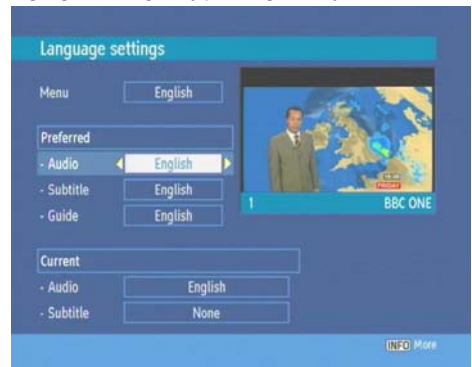 Language settings
Menu English
Preferred
- Audio English
- Subtitle English
- Guide English
1 BBC ONE
FRIDAY
Current
- Audio English
- Subtitle None
INFO More